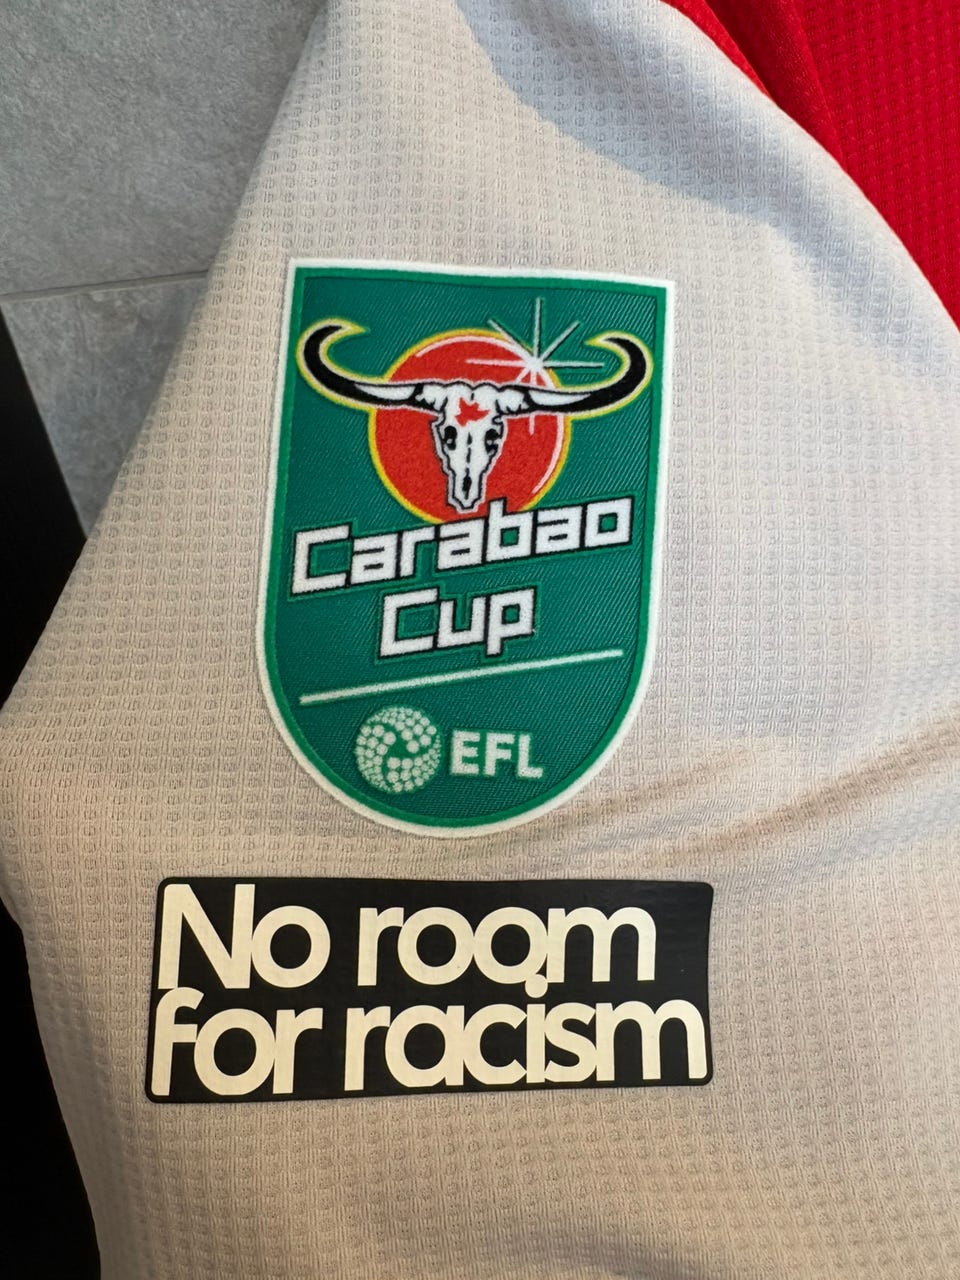 Carabao
Cup
EFL
No room
for racism